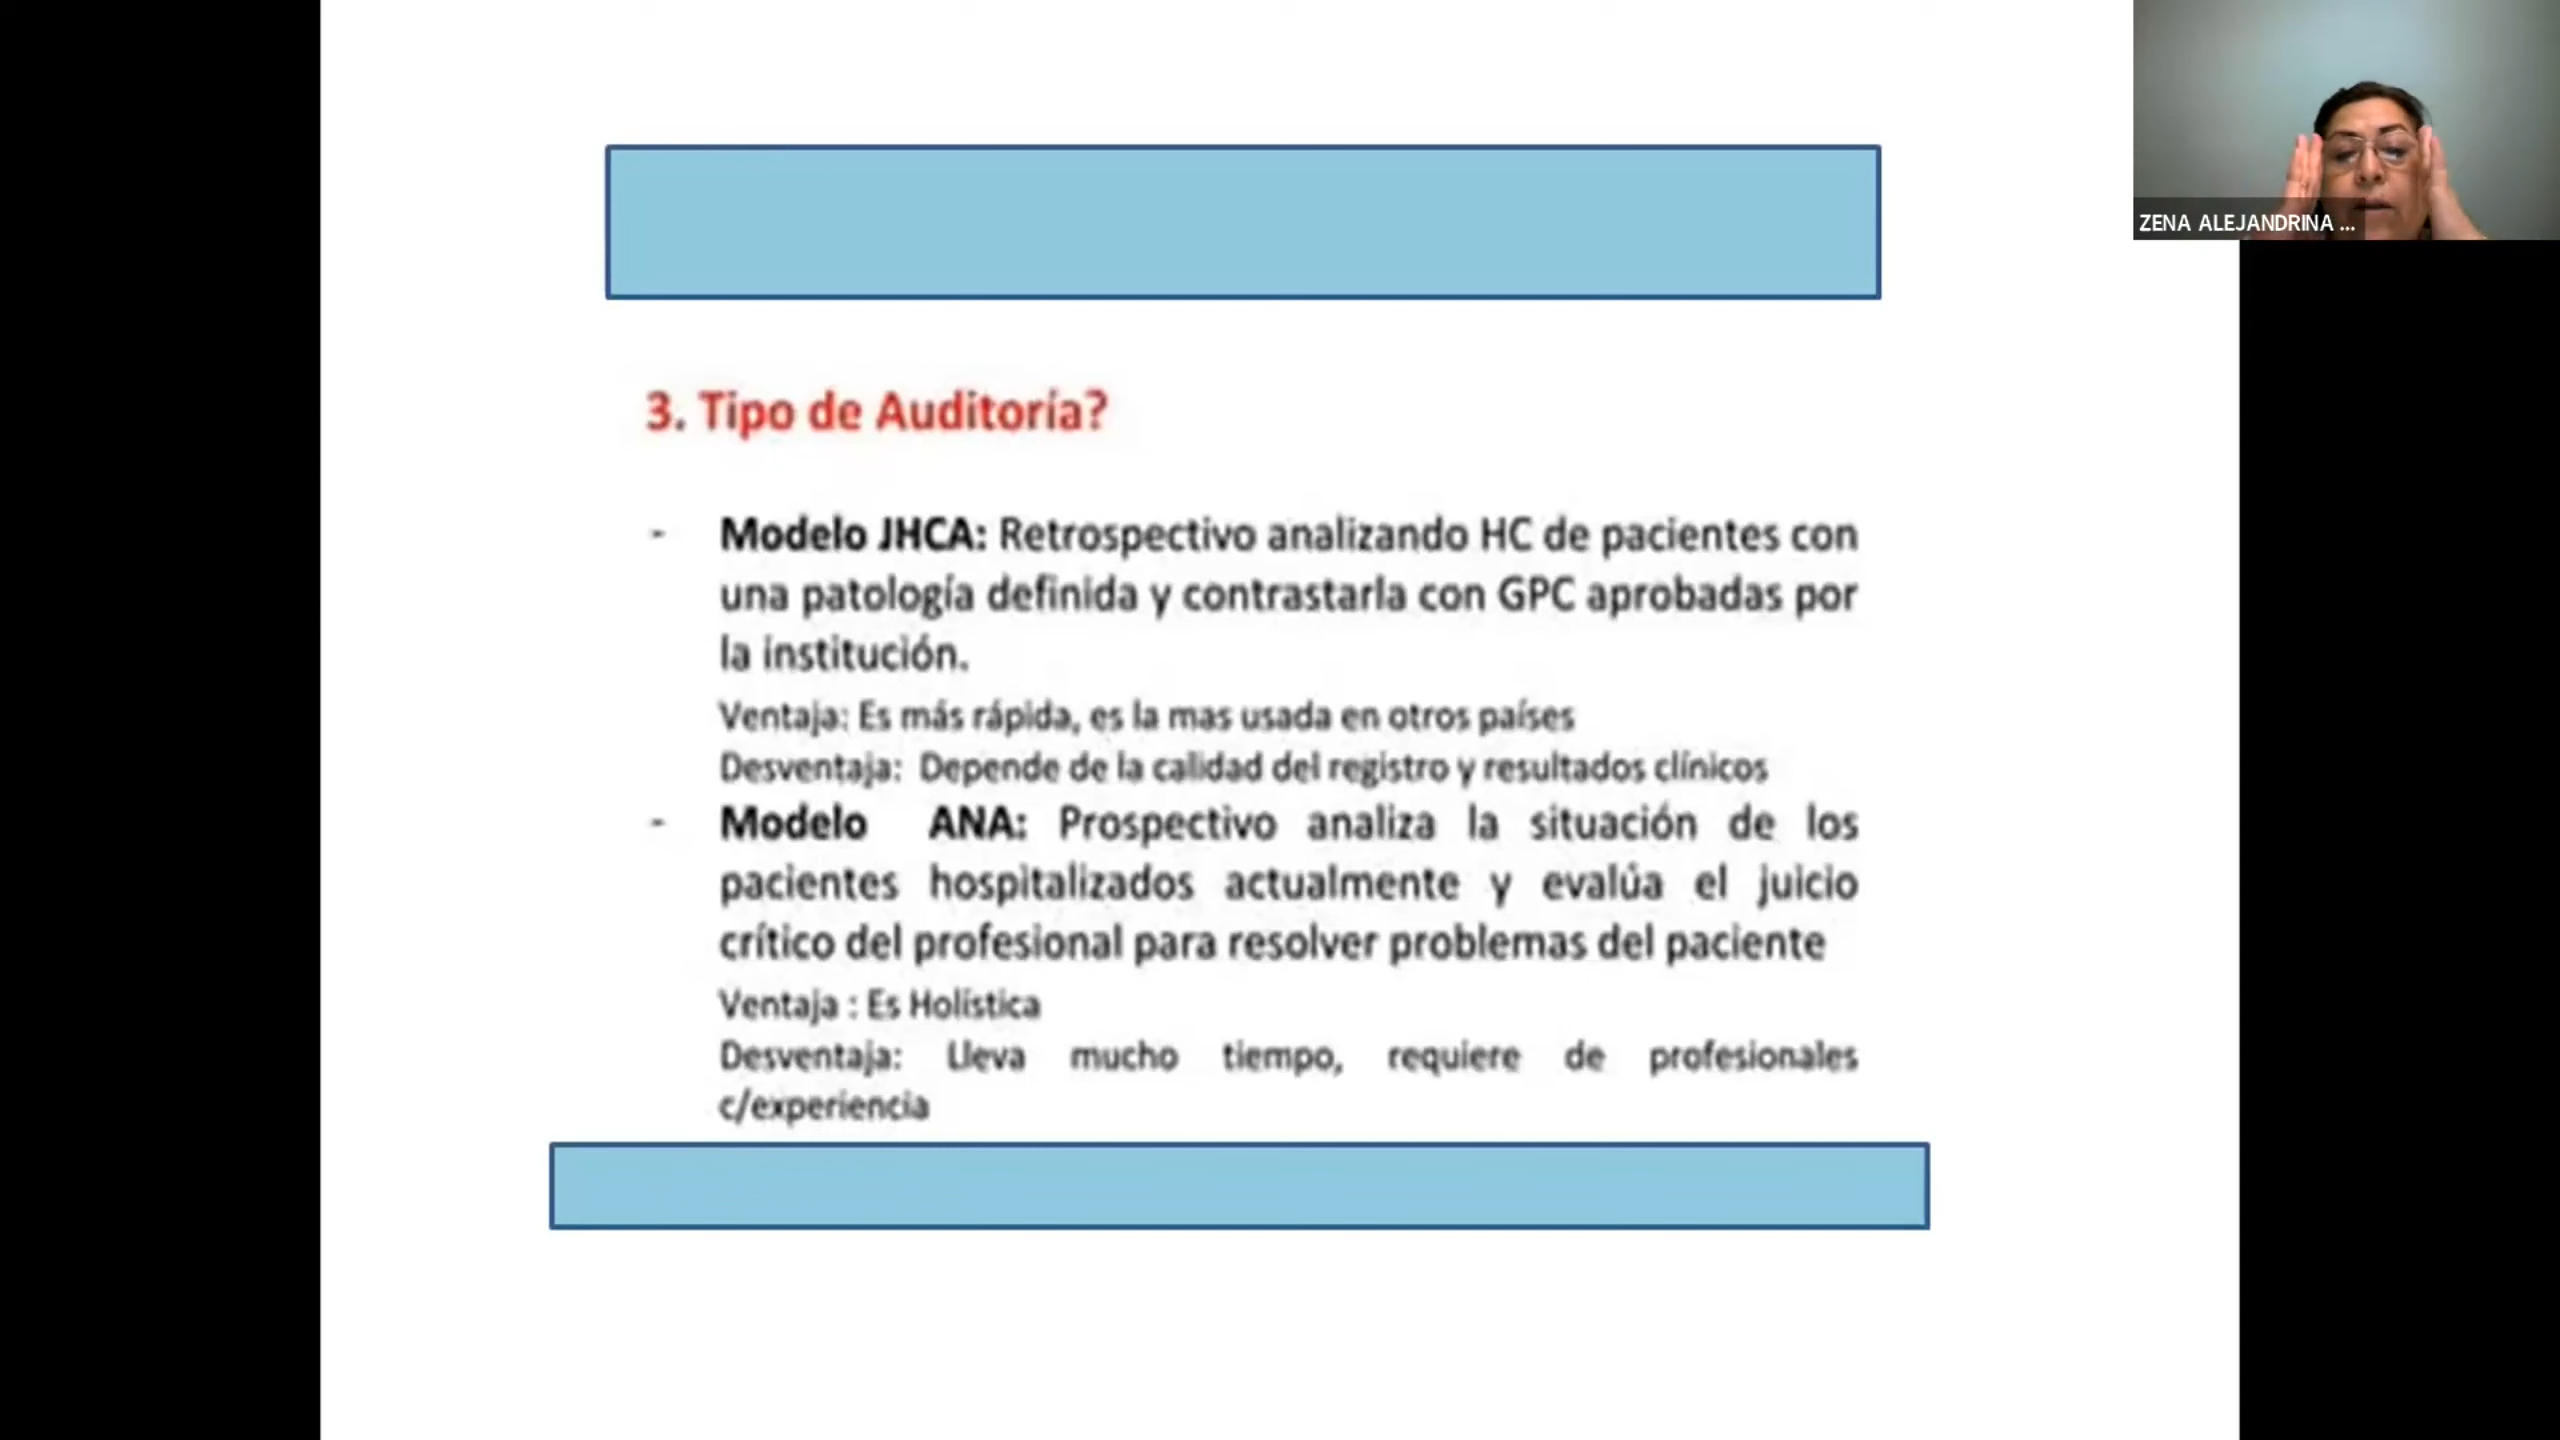 ZENA ALEJANDRINA ...
3. Tipo de Auditoría?
- Modelo JHCA: Retrospectivo analizando HC de pacientes con
una patología definida y contrastarla con GPC aprobadas por
la institución.
Ventaja: Es más rápida, es la mas usada en otros países
Desventaja: Depende de la calidad del registro y resultados clínicos
- Modelo ANA: Prospectivo analiza la situación de los
pacientes hospitalizados actualmente y evalúa el juicio
crítico del profesional para resolver problemas del paciente
Ventaja : Es Holística
Desventaja: Lleva mucho tiempo, requiere de profesionales
c/experiencia